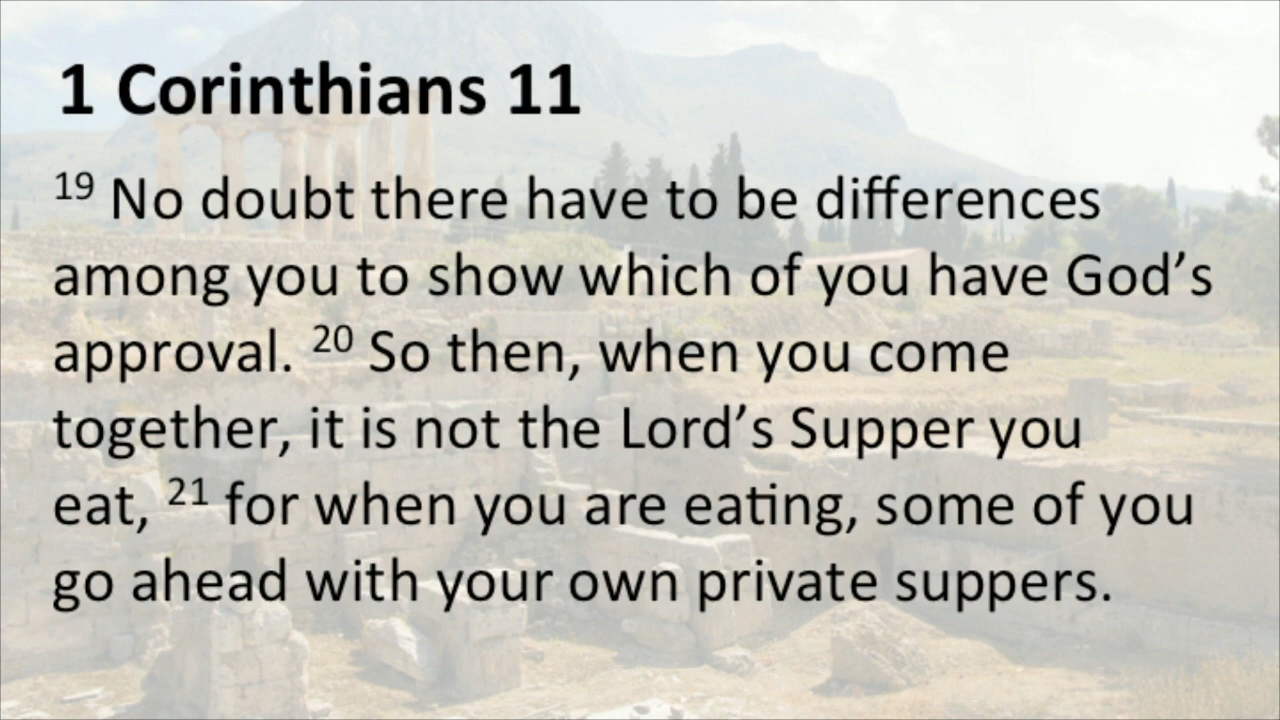 1 Corinthians 11
19 No doubt there have to be differences
among you to show which of you have God’s
approval. 20 So then, when you come
together, it is not the Lord’s Supper you
eat, 21 for when you are eating, some of you
go ahead with your own private suppers.